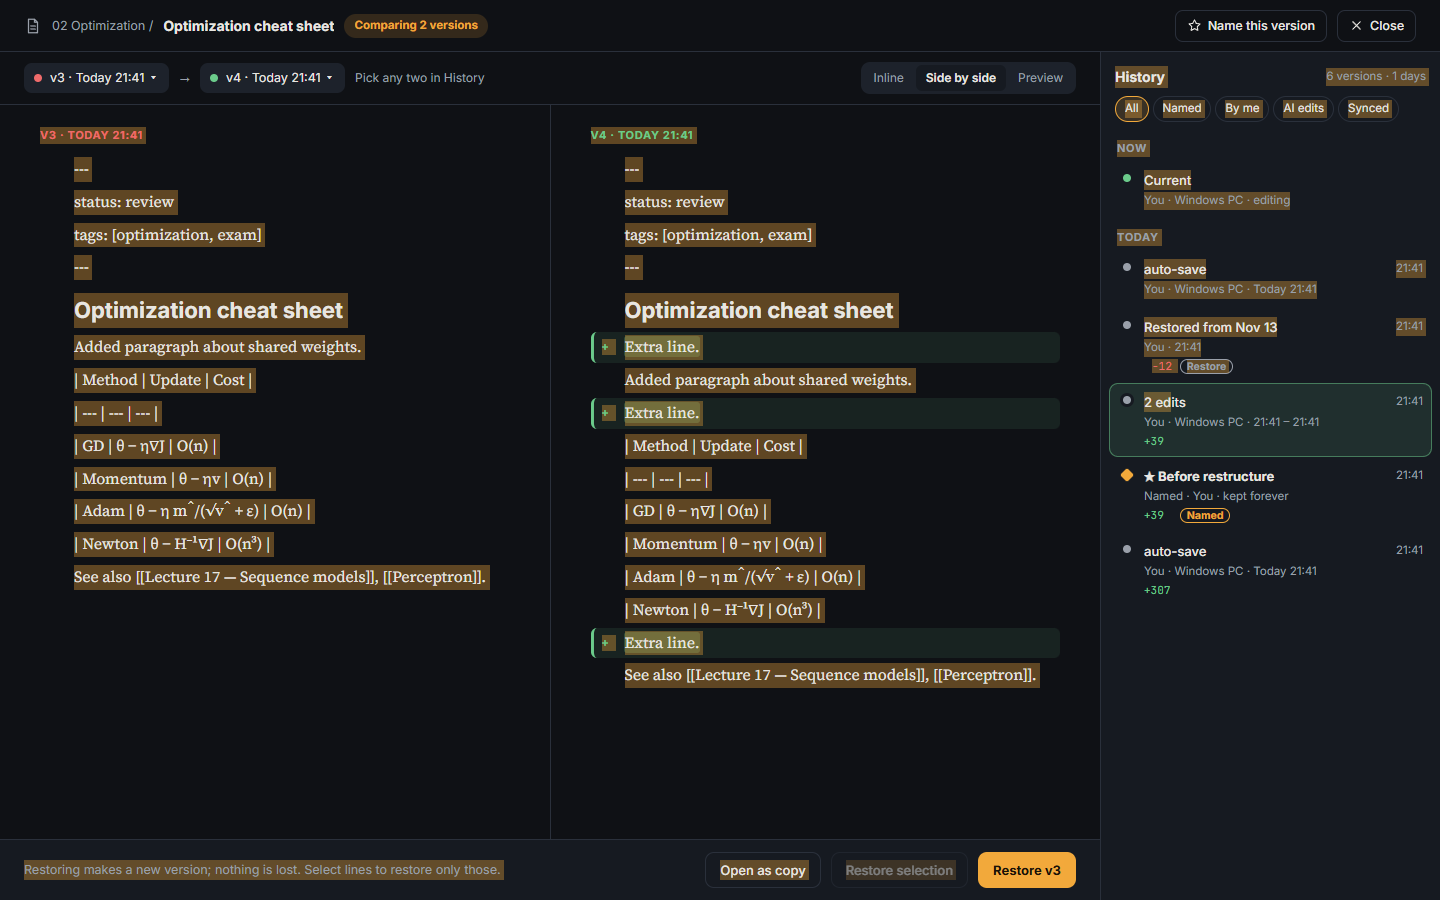 02 Optimization / Optimization cheat sheet Comparing 2 versions
Name this version Close
v3 · Today 21:41 → v4 · Today 21:41 Pick any two in History
Inline Side by side Preview
V3 · TODAY 21:41
---
status: review
tags: [optimization, exam]
---
Optimization cheat sheet
Added paragraph about shared weights.
| Method | Update | Cost |
| --- | --- | --- |
| GD | θ − η∇J | O(n) |
| Momentum | θ − ηv | O(n) |
| Adam | θ − η m̂/(√v̂ + ε) | O(n) |
| Newton | θ − H⁻¹∇J | O(n³) |
See also [[Lecture 17 — Sequence models]], [[Perceptron]].
V4 · TODAY 21:41
---
status: review
tags: [optimization, exam]
---
Optimization cheat sheet
+ Extra line.
Added paragraph about shared weights.
+ Extra line.
| Method | Update | Cost |
| --- | --- | --- |
| GD | θ − η∇J | O(n) |
| Momentum | θ − ηv | O(n) |
| Adam | θ − η m̂/(√v̂ + ε) | O(n) |
| Newton | θ − H⁻¹∇J | O(n³) |
+ Extra line.
See also [[Lecture 17 — Sequence models]], [[Perceptron]].
Restoring makes a new version; nothing is lost. Select lines to restore only those.
Open as copy Restore selection Restore v3
History 6 versions · 1 days
All Named By me AI edits Synced
NOW
Current
You · Windows PC · editing
TODAY
auto-save 21:41
You · Windows PC · Today 21:41
Restored from Nov 13 21:41
You · 21:41
-12 Restore
2 edits 21:41
You · Windows PC · 21:41 – 21:41
+39
★ Before restructure 21:41
Named · You · kept forever
+39 Named
auto-save 21:41
You · Windows PC · Today 21:41
+307